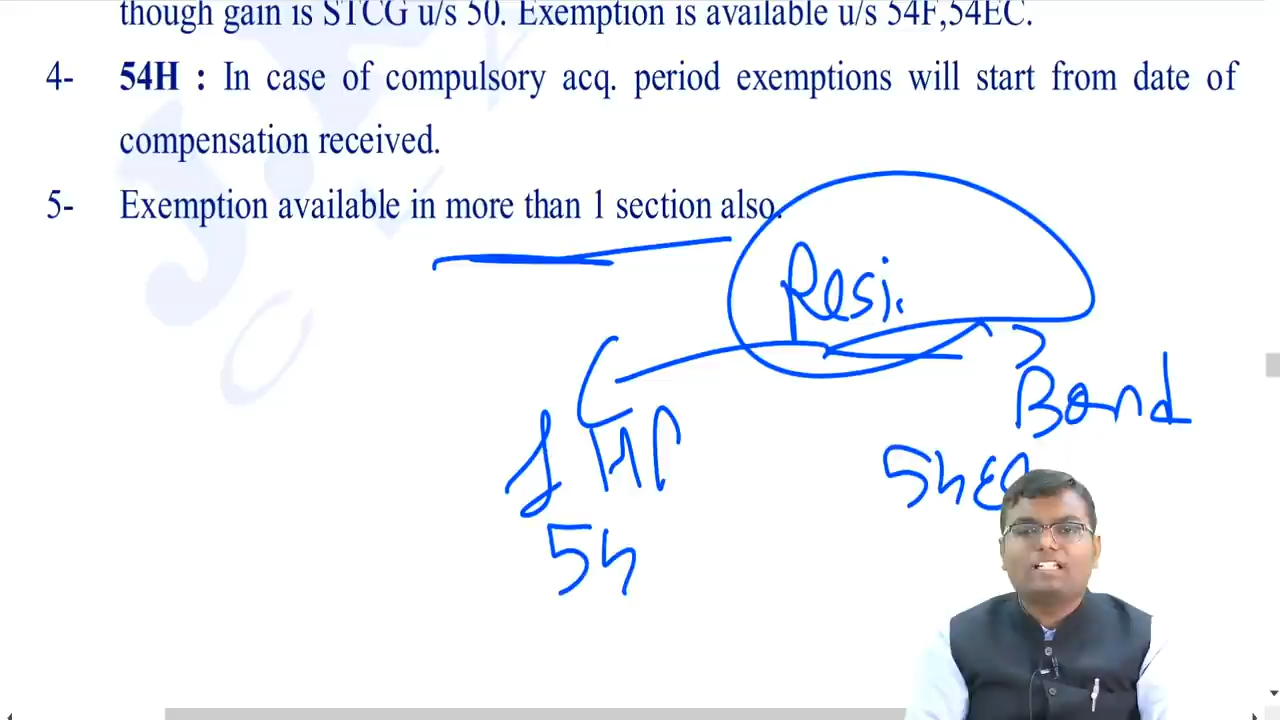 though gain is STCG u/s 50. Exemption is available u/s 54F,54EC.
4- 54H : In case of compulsory acq. period exemptions will start from date of
compensation received.
5- Exemption available in more than 1 section also.
Resi.
Bond
1 HP
54